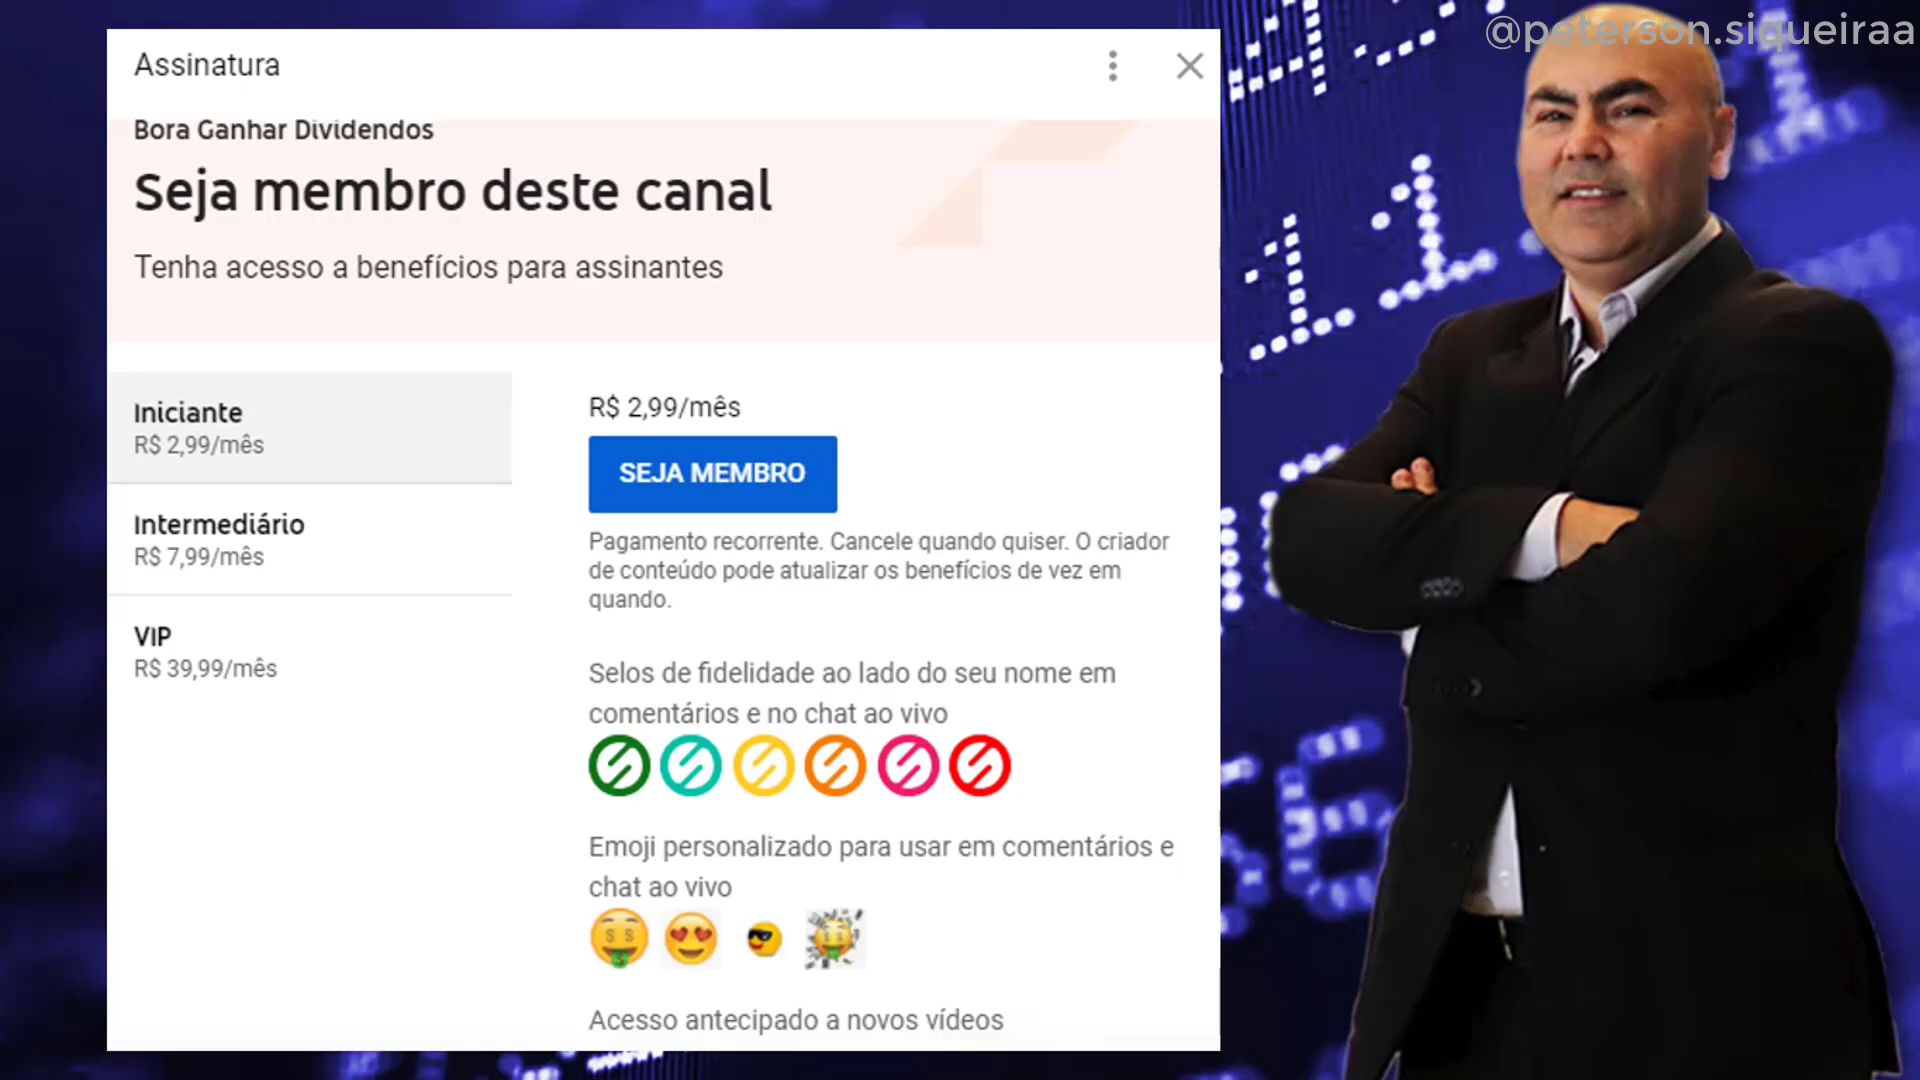 @peterson.siqueiraa
Assinatura
Bora Ganhar Dividendos
Seja membro deste canal
Tenha acesso a benefícios para assinantes
Iniciante
R$ 2,99/mês
Intermediário
R$ 7,99/mês
VIP
R$ 39,99/mês
R$ 2,99/mês
SEJA MEMBRO
Pagamento recorrente. Cancele quando quiser. O criador
de conteúdo pode atualizar os benefícios de vez em
quando.
Selos de fidelidade ao lado do seu nome em
comentários e no chat ao vivo
Emoji personalizado para usar em comentários e
chat ao vivo
Acesso antecipado a novos vídeos